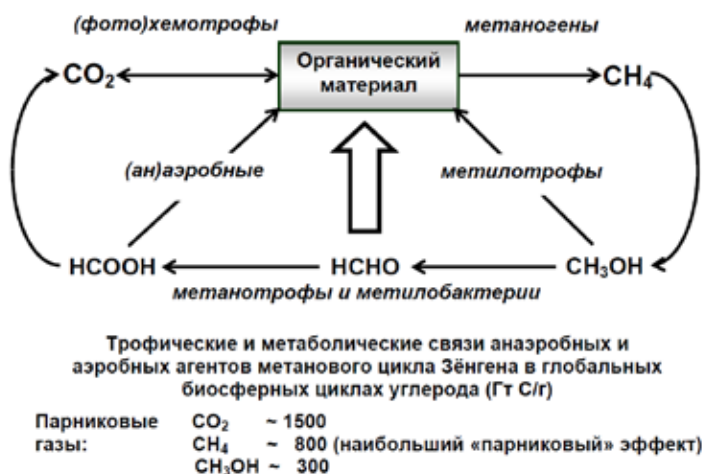 (фото)хемотрофы
метаногены
CO₂
Органический
материал
CH₄
(ан)аэробные
метилотрофы
HCOOH
HCHO
CH₃OH
метанотрофы и метилобактерии
Трофические и метаболические связи анаэробных и
аэробных агентов метанового цикла Зёнгена в глобальных
биосферных циклах углерода (Гт С/г)
Парниковые CO₂ ~ 1500
газы: CH₄ ~ 800 (наибольший «парниковый» эффект)
CH₃OH ~ 300